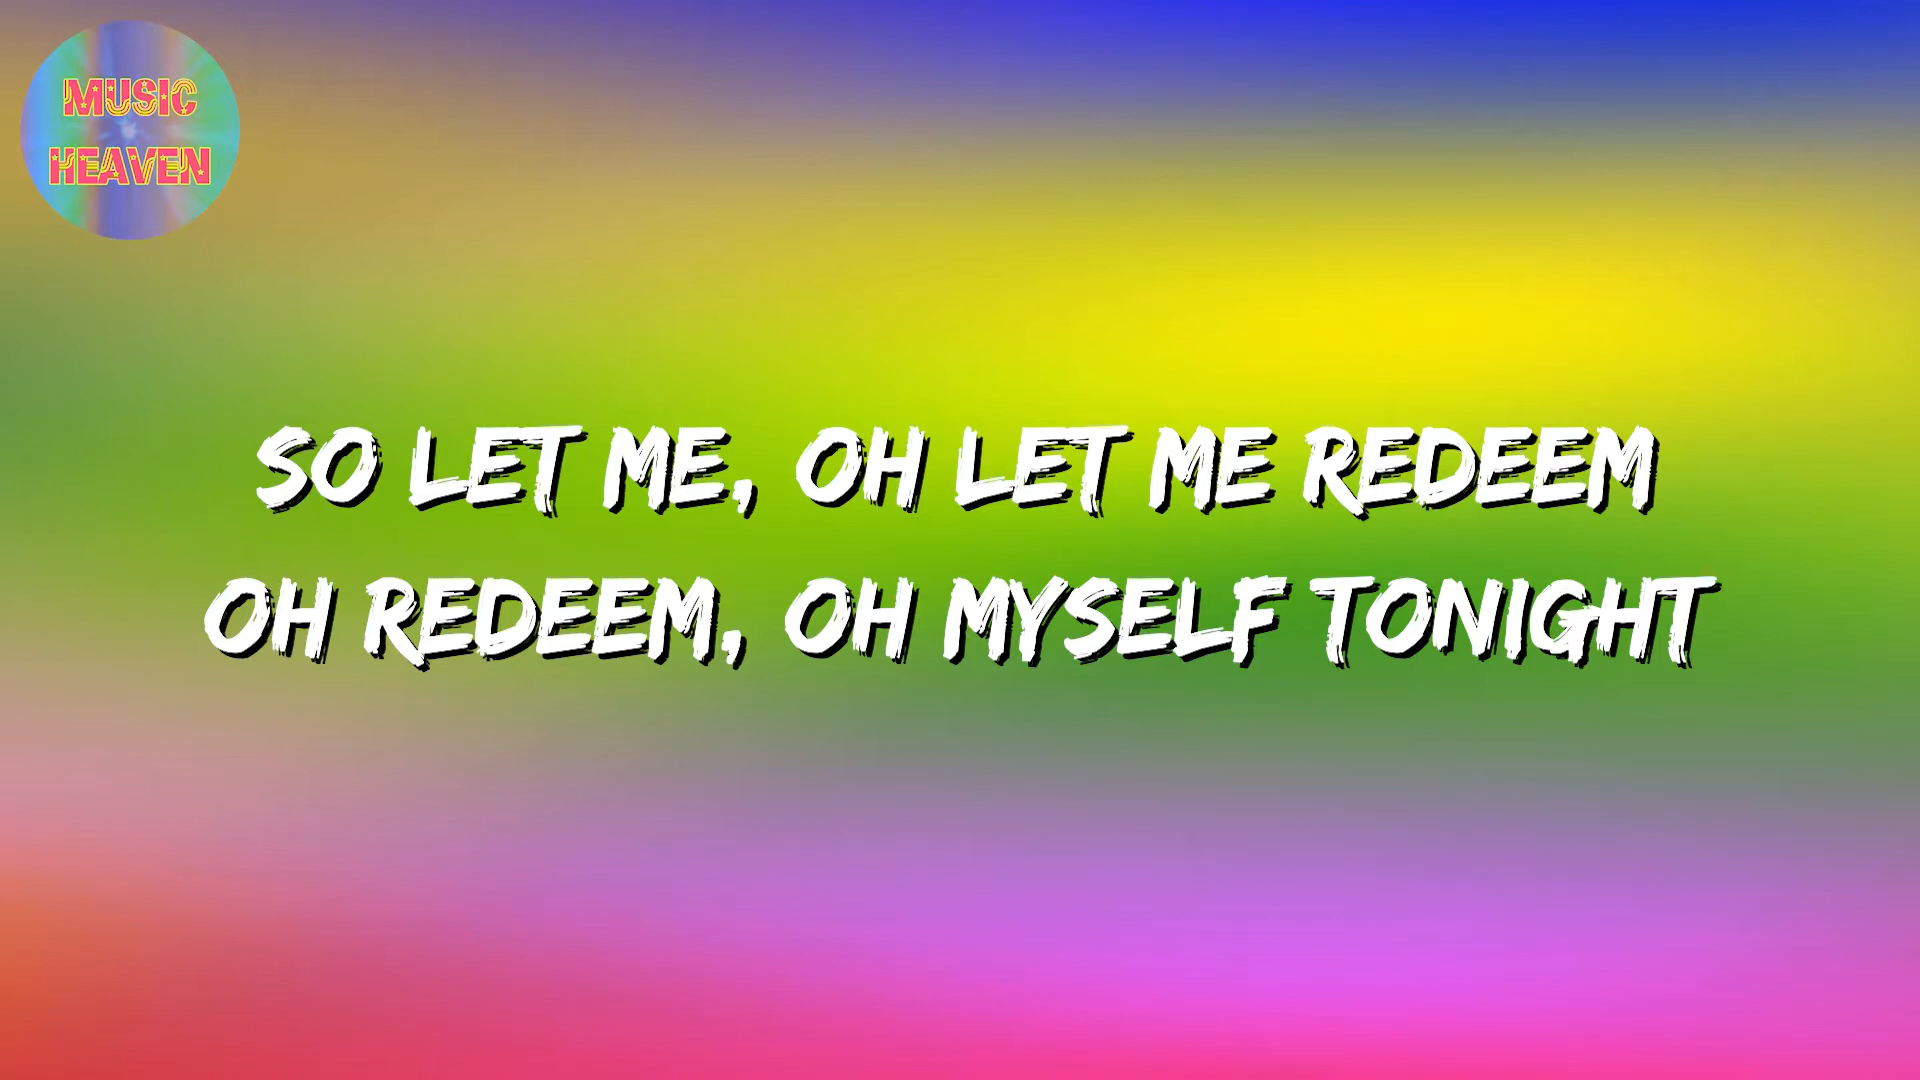 MUSIC
HEAVEN
SO LET ME, OH LET ME REDEEM
OH REDEEM, OH MYSELF TONIGHT